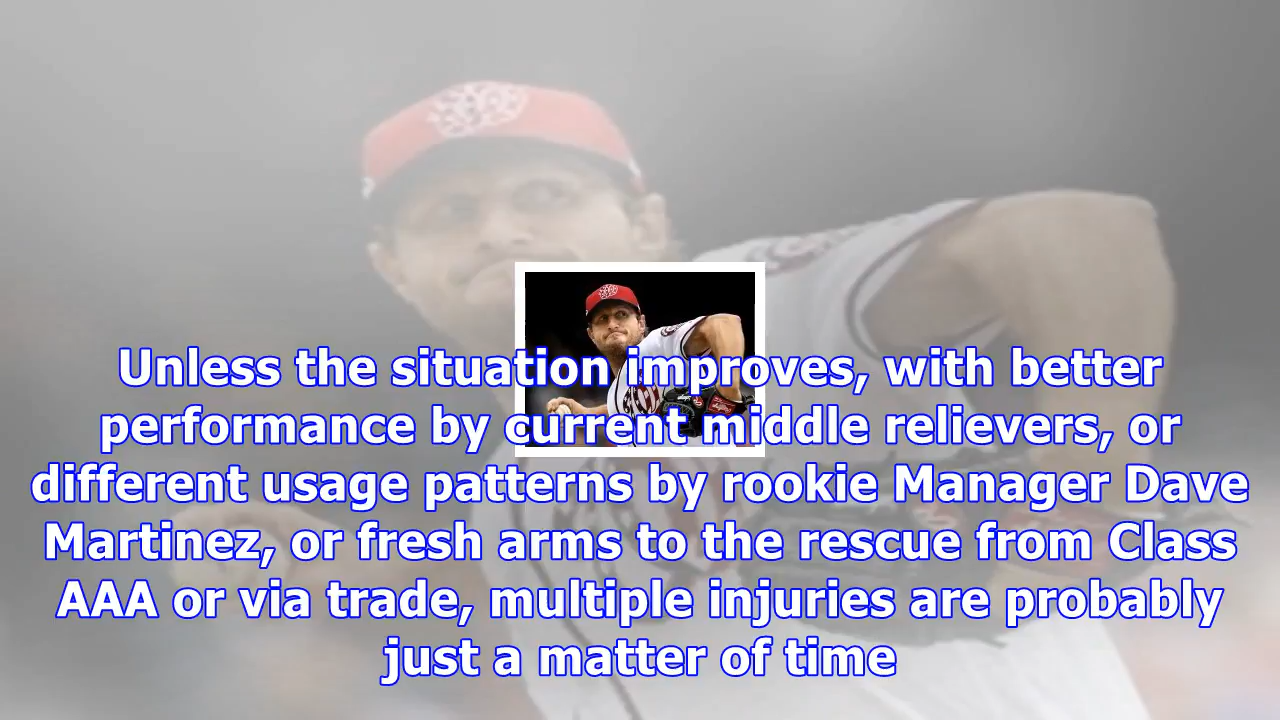 Unless the situation improves, with better
performance by current middle relievers, or
different usage patterns by rookie Manager Dave
Martinez, or fresh arms to the rescue from Class
AAA or via trade, multiple injuries are probably
just a matter of time